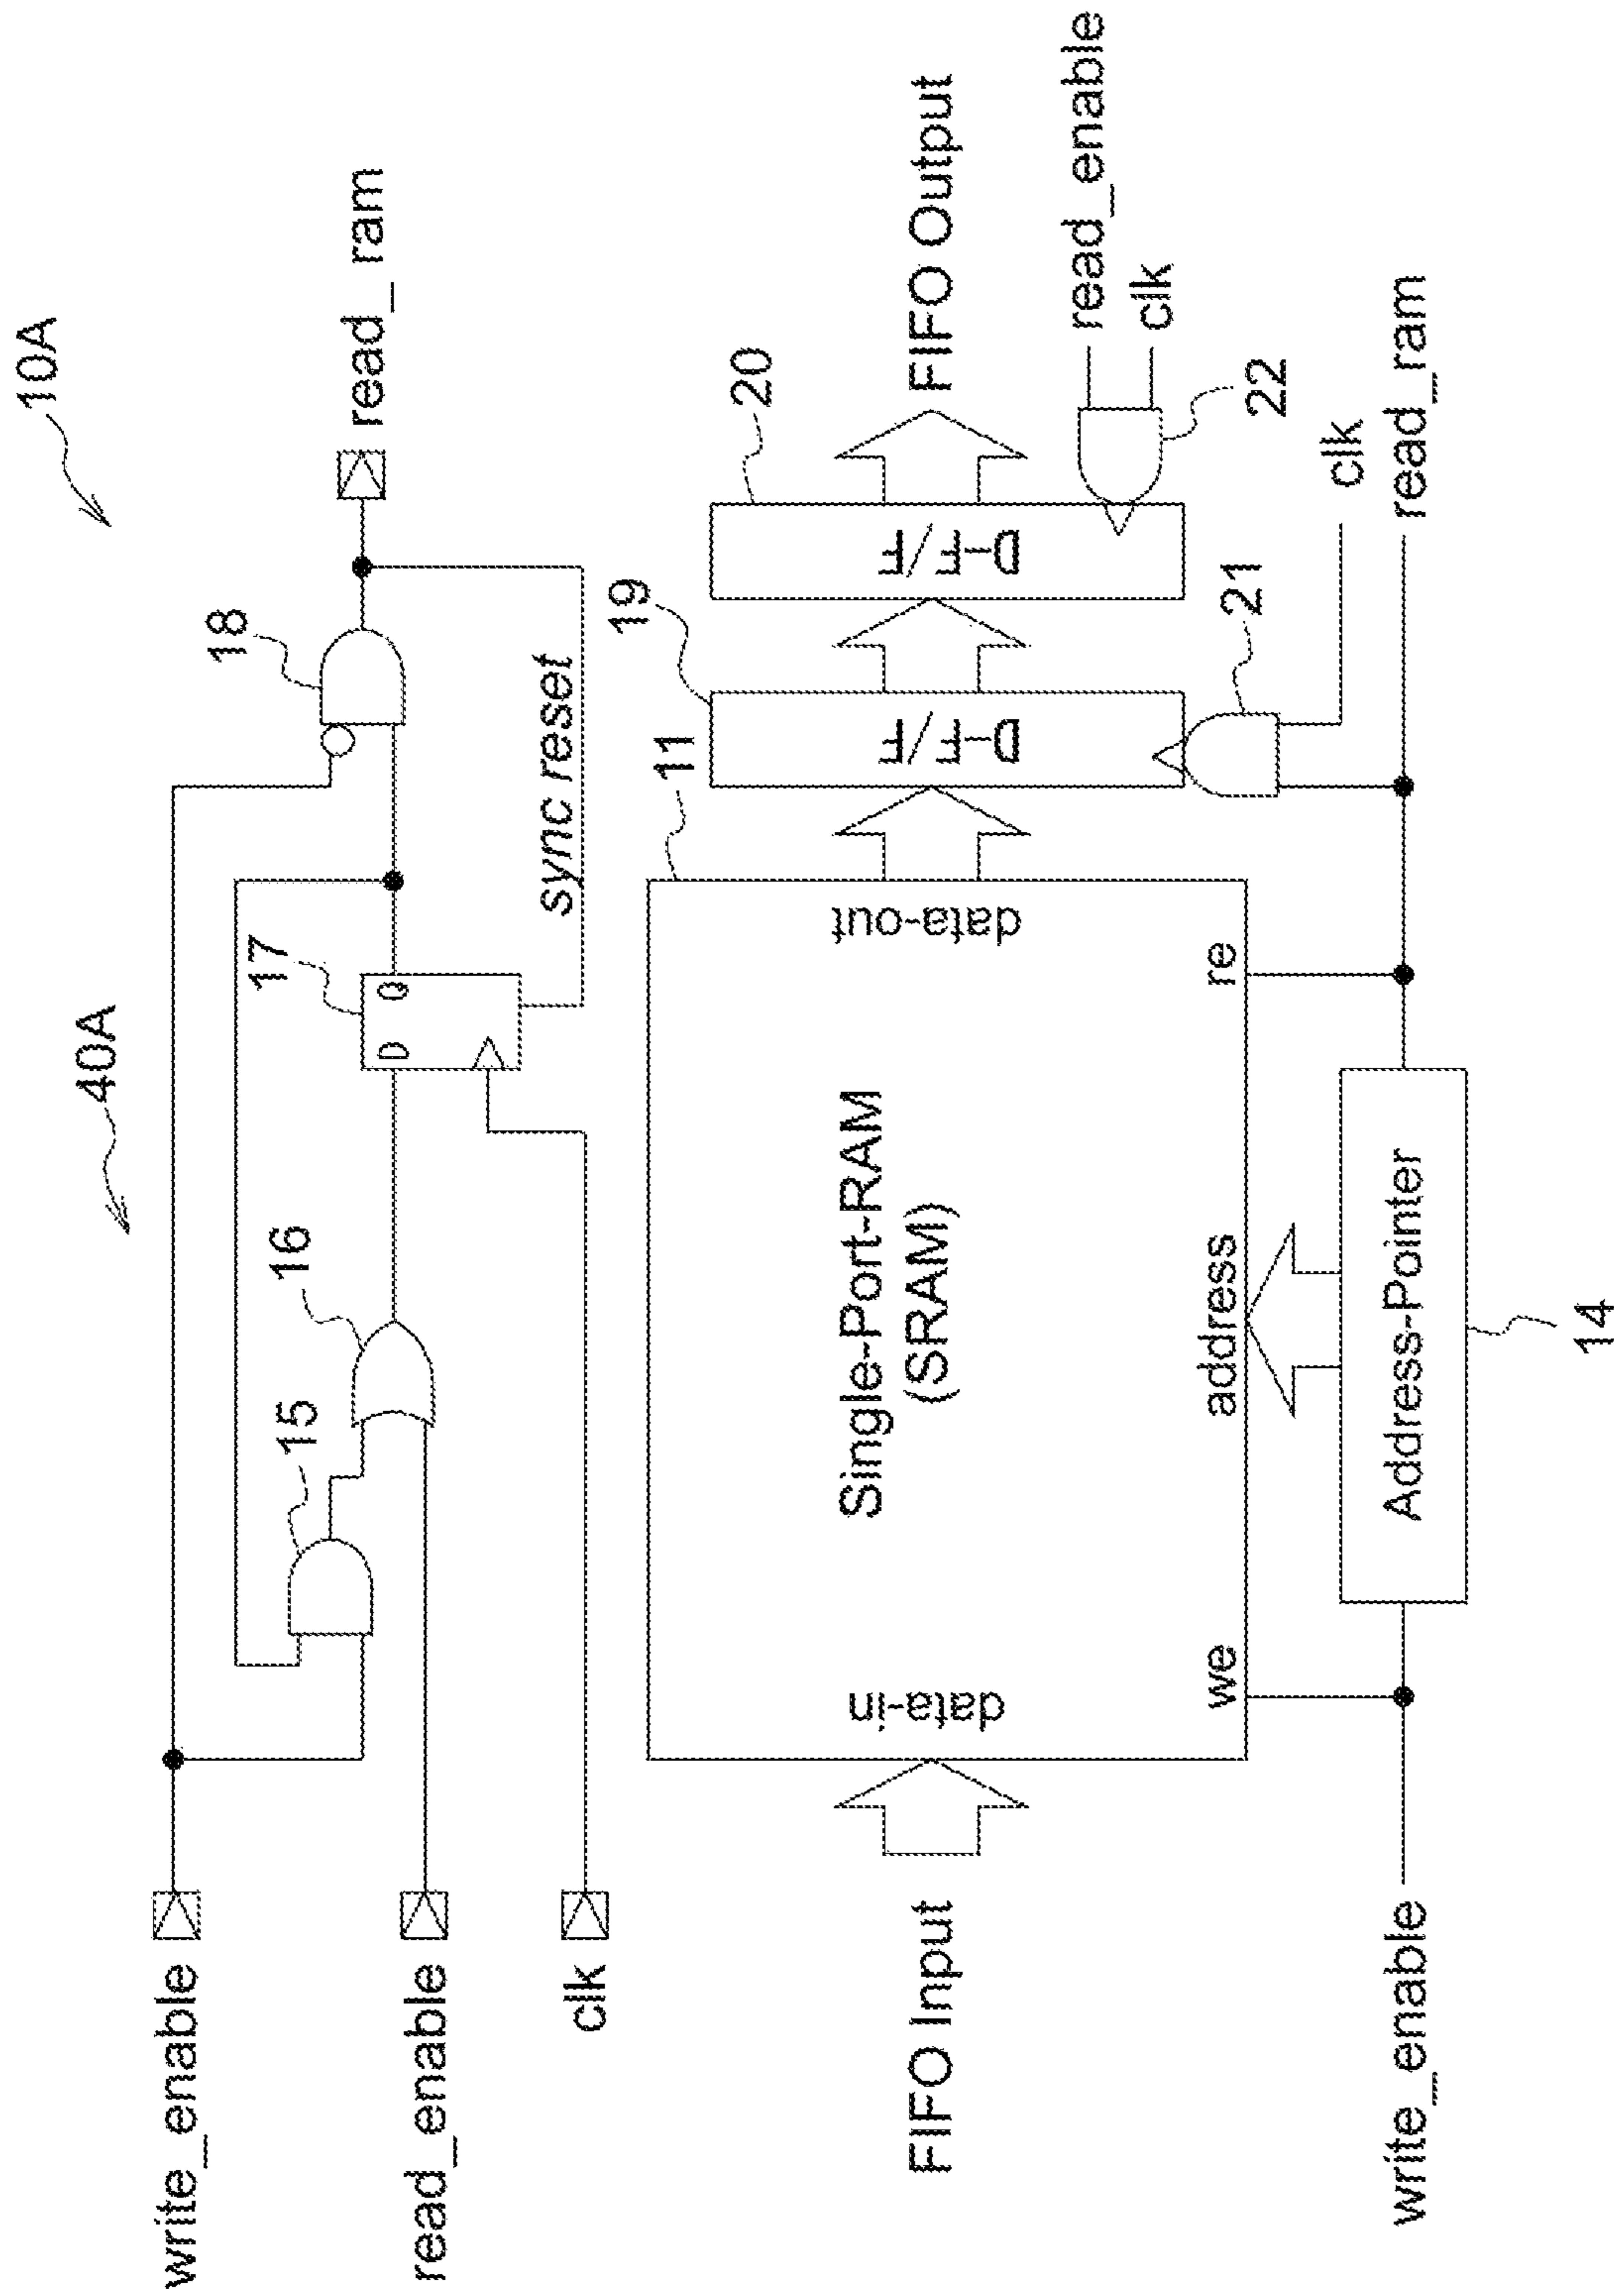 10A
40A
write_enable
read_enable
clk
15
16
17
D
Q
18
sync reset
read_ram
FIFO Input
data-in
Single-Port-RAM
(SRAM)
data-out
we
address
re
11
19
D-F/F
20
D-F/F
FIFO Output
read_enable
clk
22
21
clk
read_ram
write_enable
Address-Pointer
14